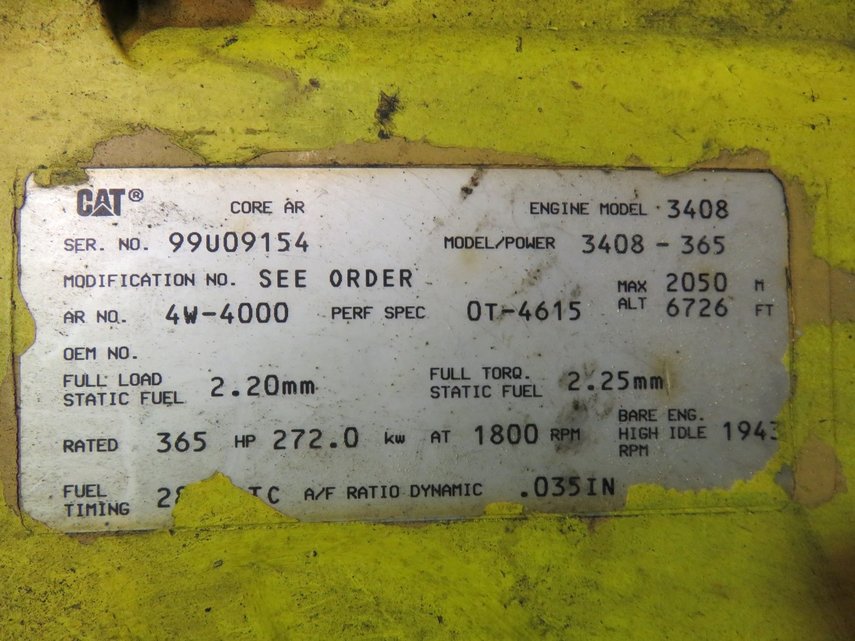 CAT® CORE AR ENGINE MODEL 3408
SER. NO. 99U09154 MODEL/POWER 3408 - 365
MODIFICATION NO. SEE ORDER MAX 2050 M
AR NO. 4W-4000 PERF SPEC 0T-4615 ALT 6726 FT
OEM NO.
FULL LOAD STATIC FUEL 2.20mm FULL TORQ. STATIC FUEL 2.25mm
RATED 365 HP 272.0 kw AT 1800 RPM BARE ENG. HIGH IDLE RPM 1943
FUEL TIMING A/F RATIO DYNAMIC .035IN